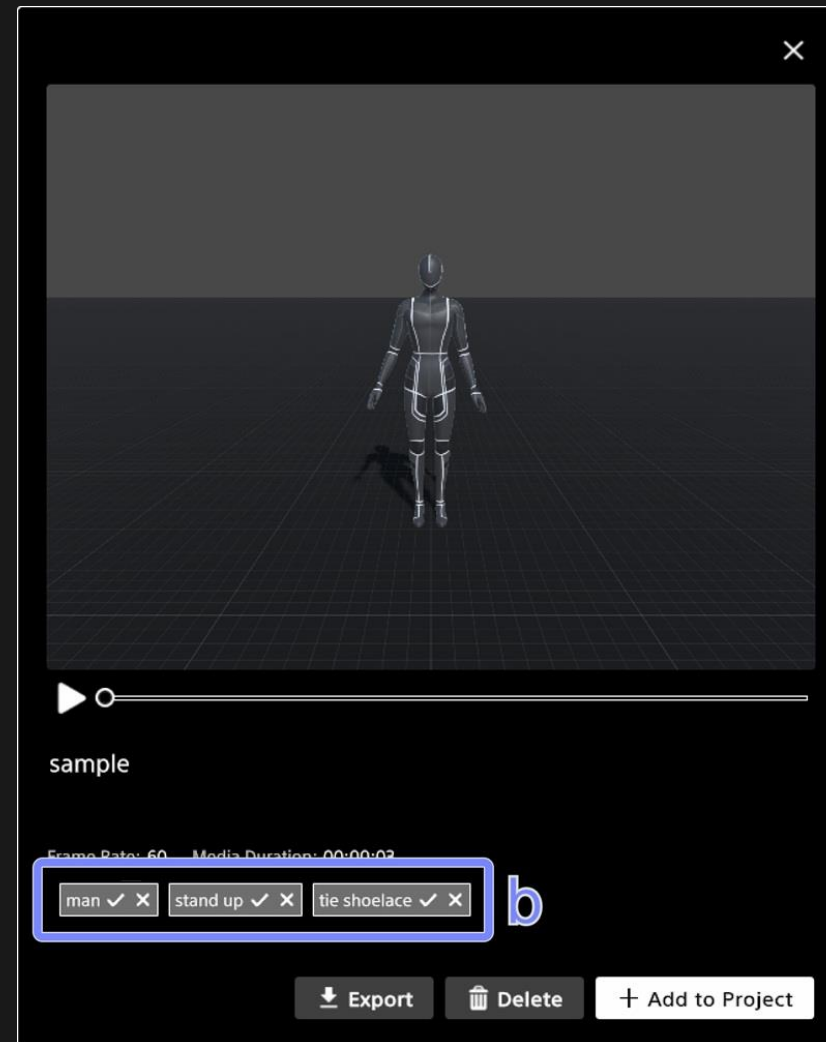 sample
Frame Rate: 60 Media Duration: 00:00:03
man stand up tie shoelace
b
Export Delete + Add to Project